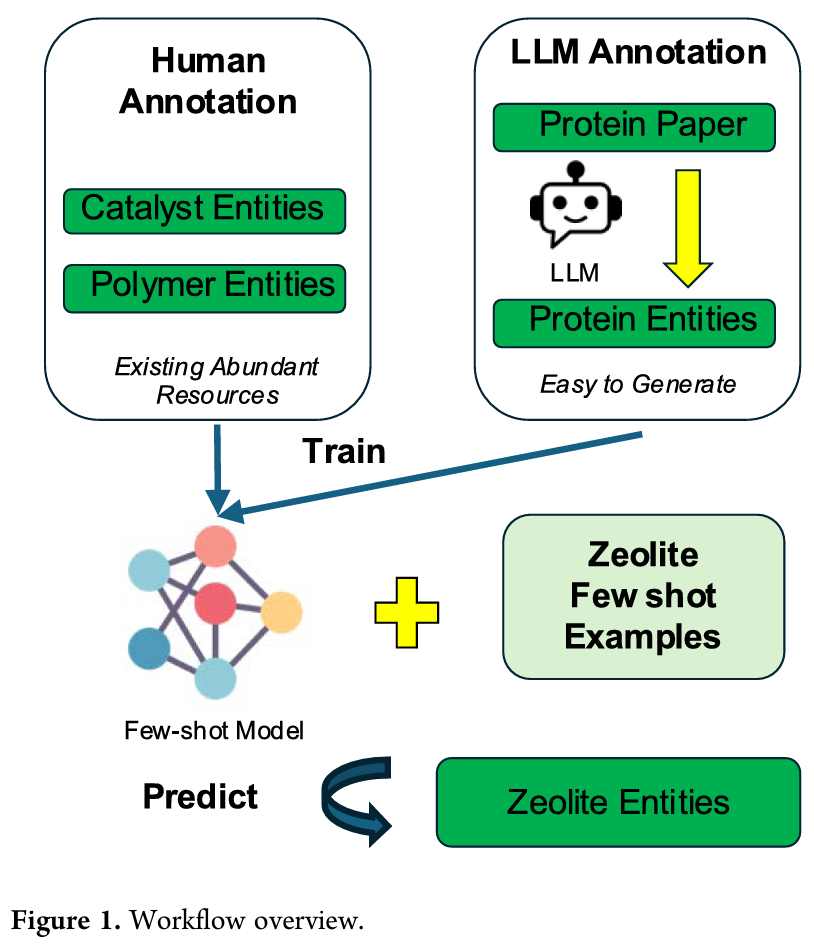 Human
Annotation
Catalyst Entities
Polymer Entities
Existing Abundant
Resources
LLM Annotation
Protein Paper
LLM
Protein Entities
Easy to Generate
Train
Few-shot Model
Zeolite
Few shot
Examples
Predict
Zeolite Entities
Figure 1. Workflow overview.